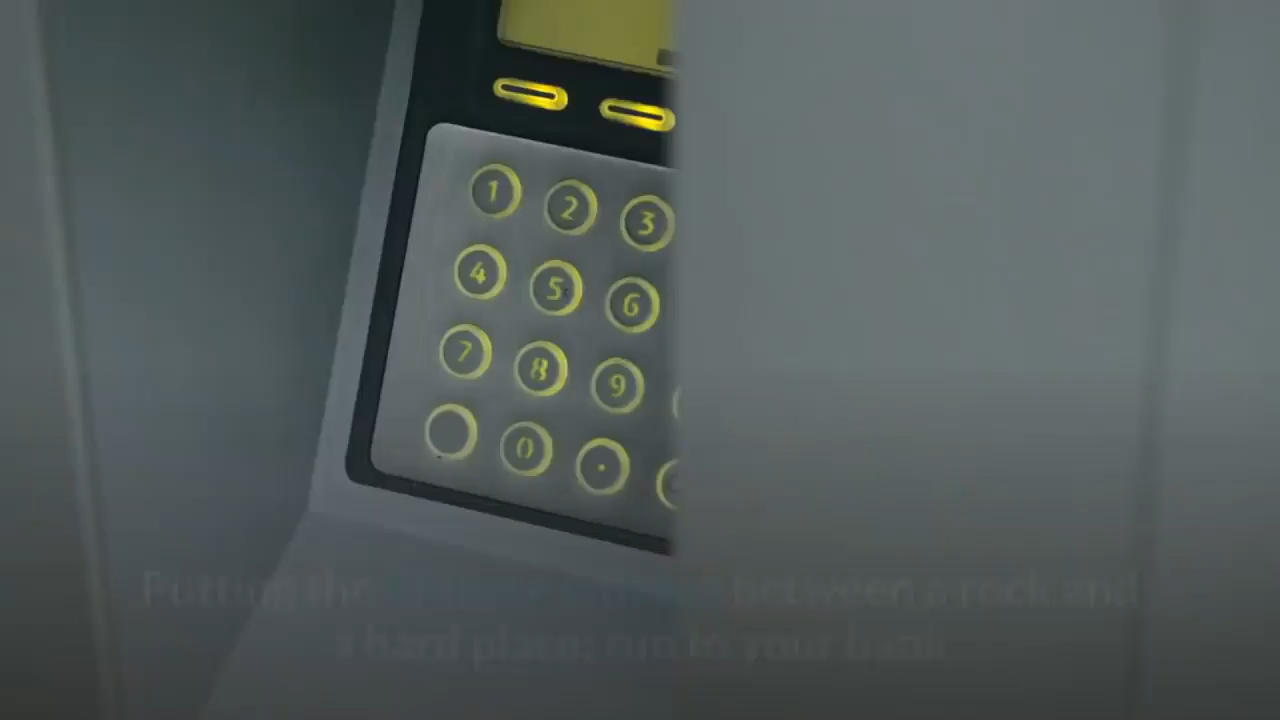 1 2 3
4 5 6
7 8 9
0 .
Putting the between a rock and
a hard place; run to your bank